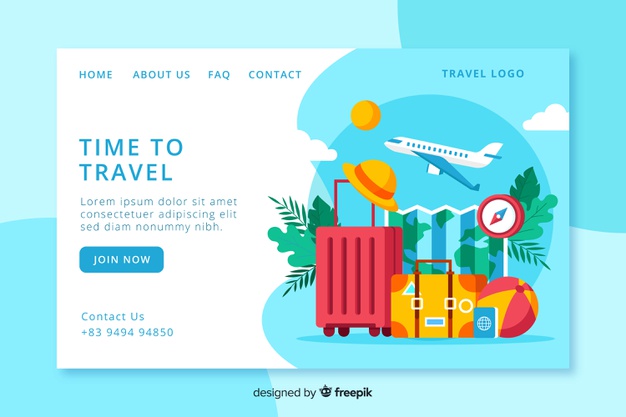 HOME ABOUT US FAQ CONTACT TRAVEL LOGO
TIME TO
TRAVEL
Lorem ipsum dolor sit
amet, adipiscing elit, sed
diam nonummy nibh.
JOIN NOW
Contact Us
+83 9494 94850
designed by freepik